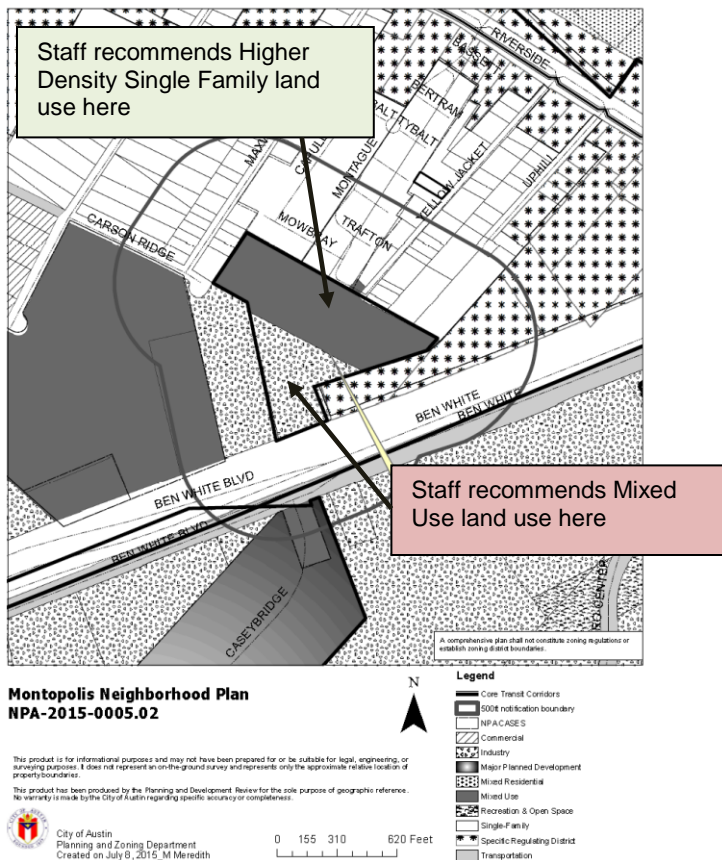 Staff recommends Higher
Density Single Family land
use here
RIVERSIDE
BASSETT
BERTRAM
TYBALT
MONTAGUE
YELLOW JACKET
UPHILL
MOWBRAY
TRAFTON
CARSON RIDGE
BEN WHITE
BEN WHITE
BEN WHITE BLVD
BEN WHITE BLVD
Staff recommends Mixed
Use land use here
CASEYBRIDGE
CENTER
A comprehensive plan shall not constitute zoning regulations or
establish zoning district boundaries.
Montopolis Neighborhood Plan
NPA-2015-0005.02
This product is for informational purposes and may not have been prepared for or be suitable for legal, engineering, or
surveying purposes. It does not represent an on-the-ground survey and represents only the approximate relative location of
property boundaries.
This product has been produced by the Planning and Development Review for the sole purpose of geographic reference.
No warranty is made by the City of Austin regarding specific accuracy or completeness.
City of Austin
Planning and Zoning Department
Created on July 8, 2015_M Meredith
N
0 155 310 620 Feet
Legend
Core Transit Corridors
500ft notification boundary
NPACASES
Commercial
Industry
Major Planned Development
Mixed Residential
Mixed Use
Recreation & Open Space
Single-Family
Specific Regulating District
Transportation